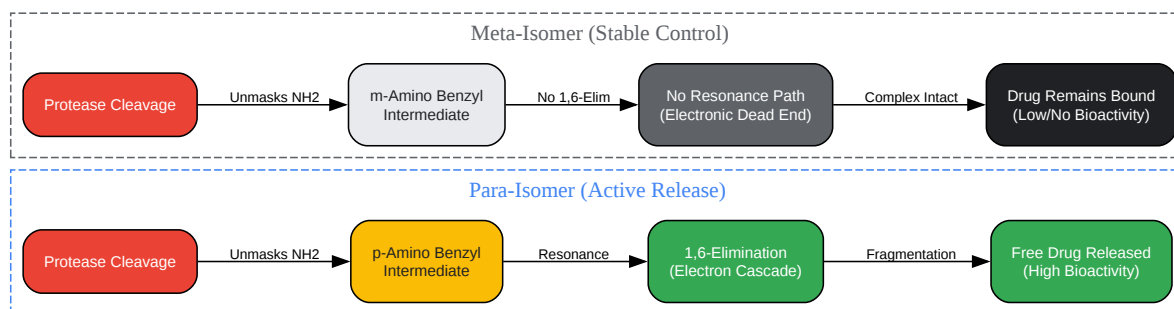 Meta-Isomer (Stable Control)
Protease Cleavage
Unmasks NH2
m-Amino Benzyl
Intermediate
No 1,6-Elim
No Resonance Path
(Electronic Dead End)
Complex Intact
Drug Remains Bound
(Low/No Bioactivity)
Para-Isomer (Active Release)
Protease Cleavage
Unmasks NH2
p-Amino Benzyl
Intermediate
Resonance
1,6-Elimination
(Electron Cascade)
Fragmentation
Free Drug Released
(High Bioactivity)